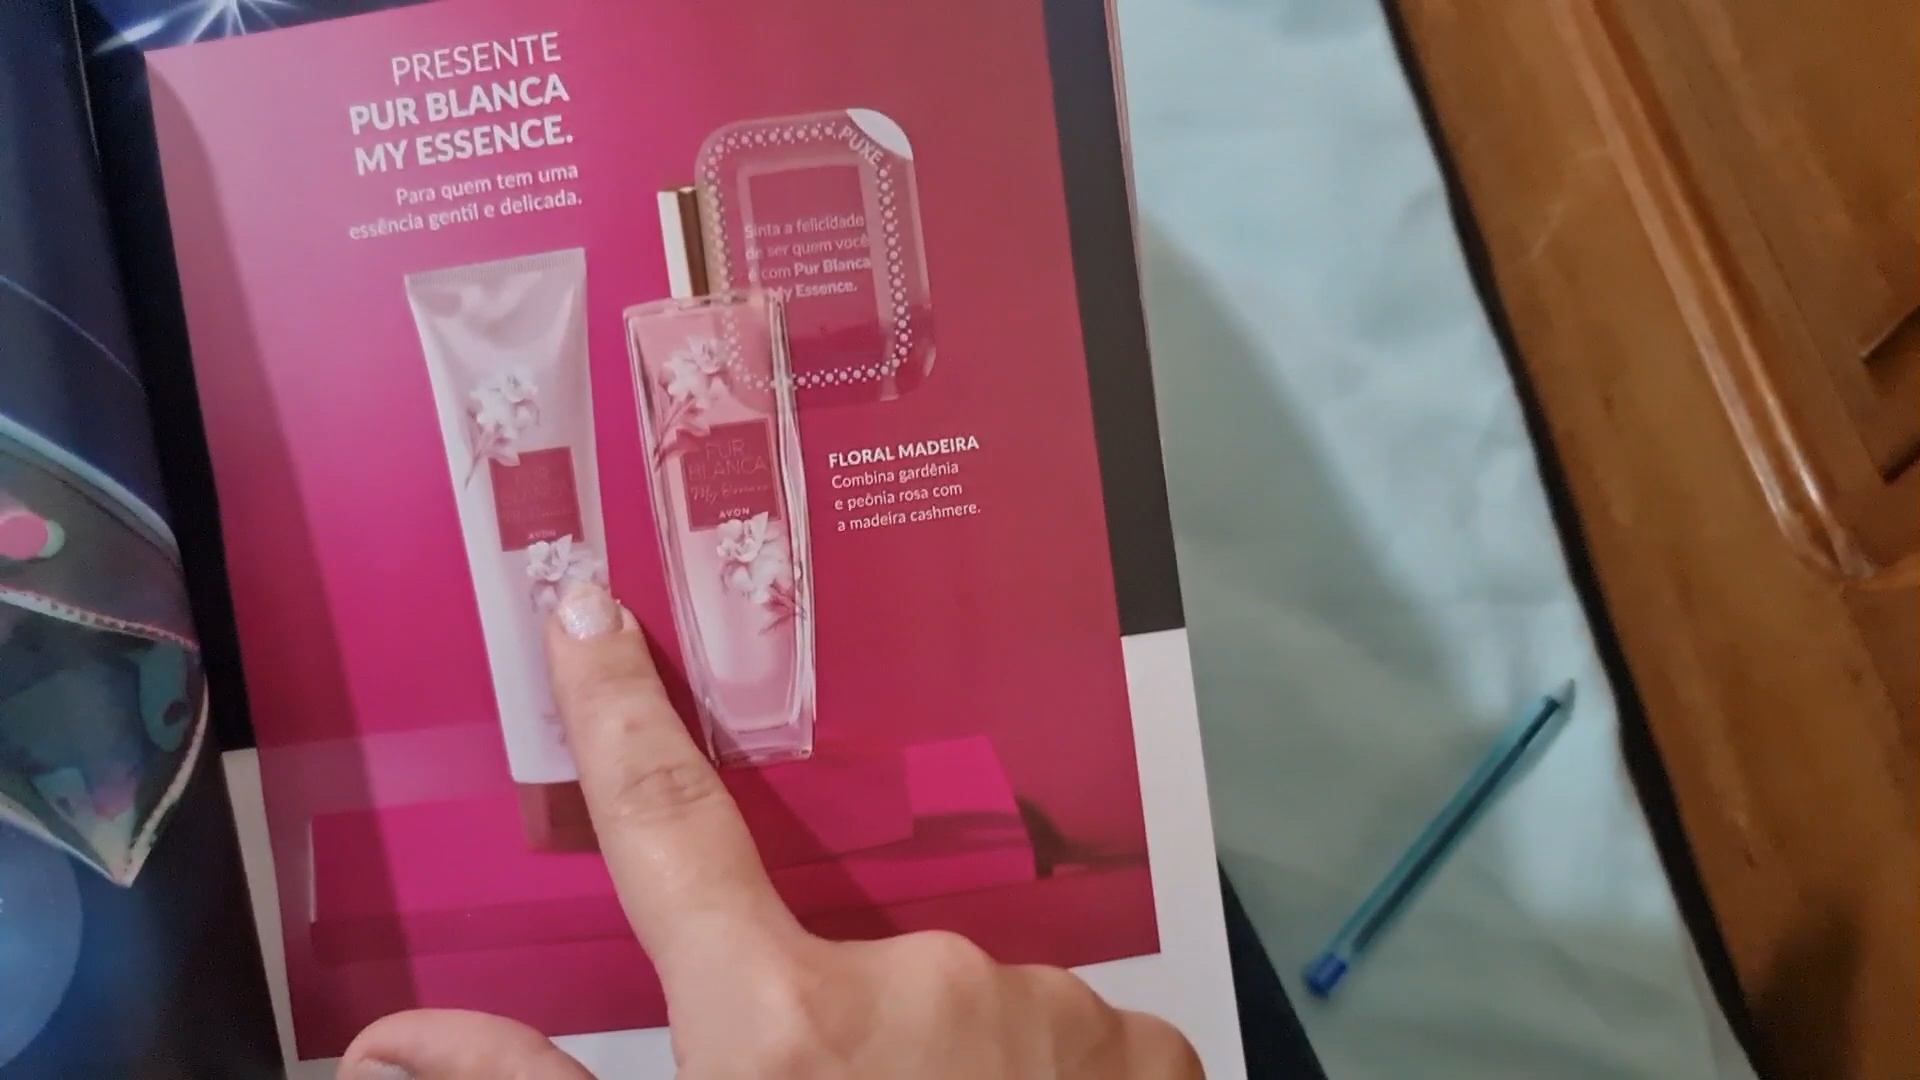 PRESENTE
PUR BLANCA
MY ESSENCE.
Para quem tem uma
essência gentil e delicada.
PUXE
Sinta a felicidade
de ser quem você
é com Pur Blanca
My Essence.
PUR
BLANCA
AVON
PUR
BLANCA
My Essence
AVON
FLORAL MADEIRA
Combina gardênia
e peônia rosa com
a madeira cashmere.